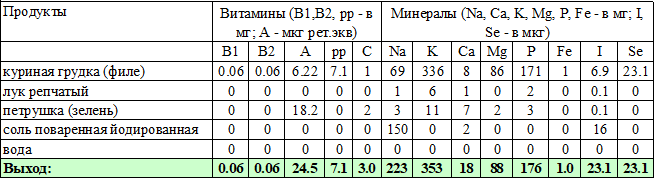 Продукты Витамины (B1,B2, pp - в мг; А - мкг рет.экв) Минералы (Na, Ca, K, Mg, P, Fe - в мг; I, Se - в мкг)
B1 B2 A pp C Na K Ca Mg P Fe I Se
куриная грудка (филе) 0.06 0.06 6.22 7.1 1 69 336 8 86 171 1 6.9 23.1
лук репчатый 0 0 0 0 0 1 6 1 0 2 0 0.1 0
петрушка (зелень) 0 0 18.2 0 2 3 11 7 2 3 0 0.1 0
соль поваренная йодированная 0 0 0 0 0 150 0 2 0 0 0 16 0
вода 0 0 0 0 0 0 0 0 0 0 0 0 0
Выход: 0.06 0.06 24.5 7.1 3.0 223 353 18 88 176 1.0 23.1 23.1